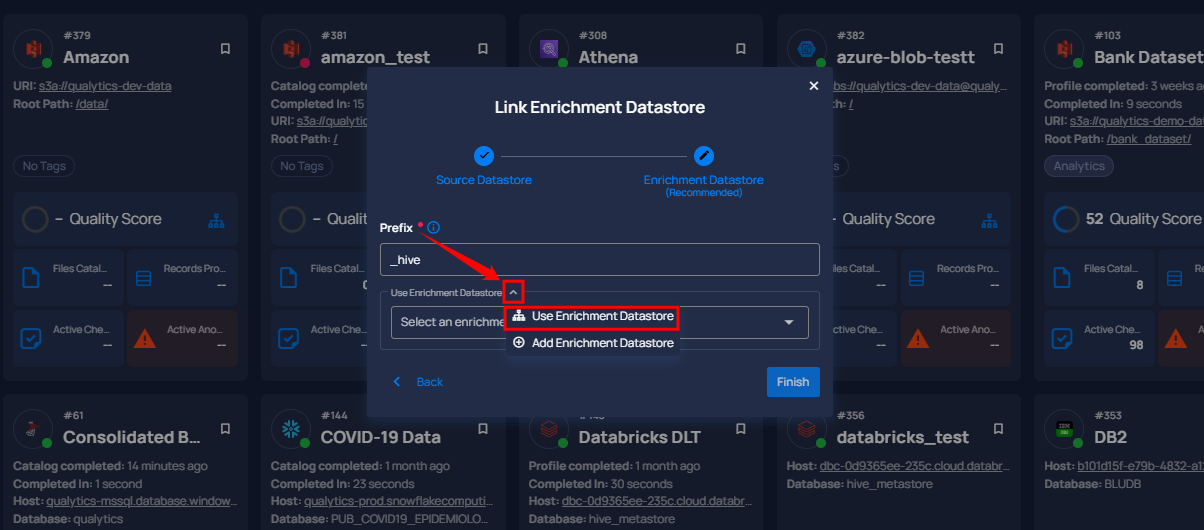 #379
Amazon
URI: s3a://qualytics-dev-data
Root Path: /data/
No Tags
– Quality Score
Files Catal...
--
Records Pro...
--
Active Che...
--
Active Ano...
--
#381
amazon_test
Catalog complete
Completed In: 15
URI: s3a://qualyti
Root Path: /
No Tags
– Qualit
Files Catal
Active Che
#308
Athena
#382
azure-blob-testt
bs://qualytics-dev-data@qualy...
: /
Quality Score
iles Catal...
--
Records Pro...
--
ctive Che...
--
Active Ano...
--
#103
Bank Dataset
Profile completed: 3 weeks ag
Completed In: 9 seconds
URI: s3a://qualytics-demo-dat
Root Path: /bank_dataset/
Analytics
52 Quality Score
Files Catal...
8
Records Pro
Active Che...
98
Active Ano
Link Enrichment Datastore
Source Datastore
Enrichment Datastore
(Recommended)
Prefix
_hive
Use Enrichment Datastore
Select an enrichme
Use Enrichment Datastore
Add Enrichment Datastore
Back
Finish
#61
Consolidated B...
Catalog completed: 14 minutes ago
Completed In: 1 second
Host: qualytics-mssql.database.window...
Database: qualytics
#144
COVID-19 Data
Catalog completed: 1 month ago
Completed In: 23 seconds
Host: qualytics-prod.snowflakecomputi...
Database: PUB_COVID19_EPIDEMIOLO...
Databricks DLT
Profile completed: 1 month ago
Completed In: 30 seconds
Host: dbc-0d9365ee-235c.cloud.databr...
Database: hive_metastore
#356
databricks_test
Host: dbc-0d9365ee-235c.cloud.databr...
Database: hive_metastore
#353
DB2
Host: b101d15f-e79b-4832-a1
Database: BLUDB